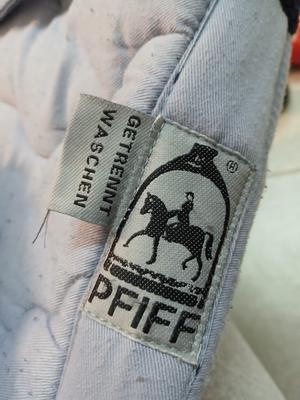 GETRENNT
WASCHEN
®
PFIFF